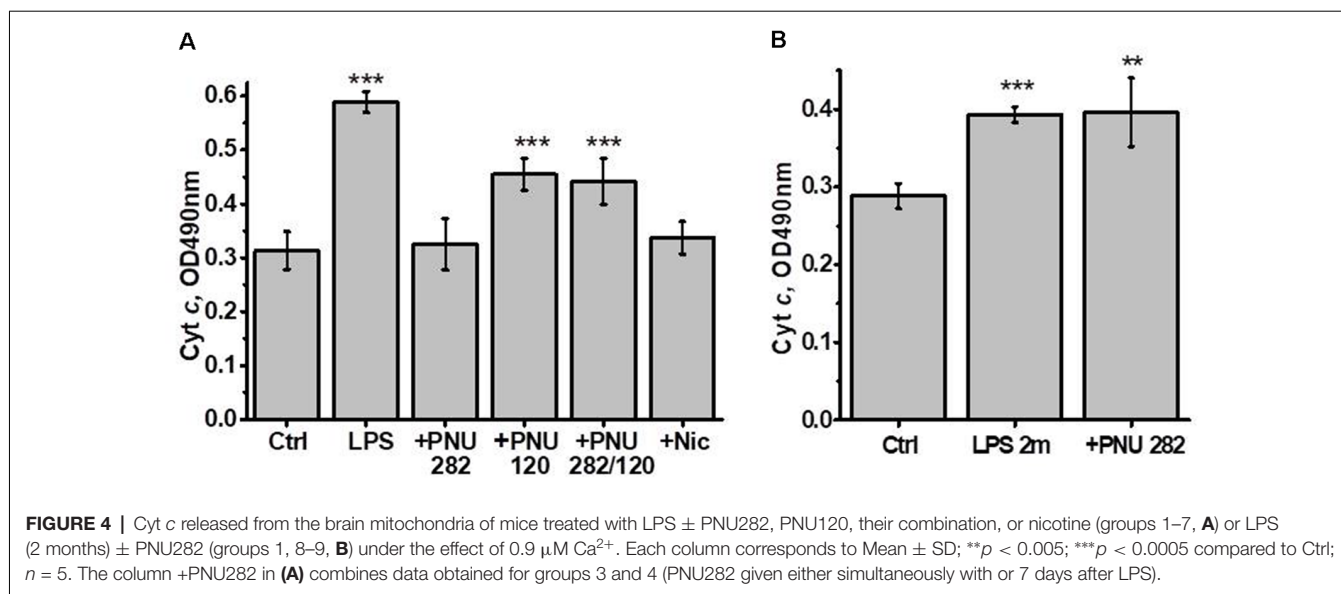 A
Cyt c, OD490nm
0.6
0.5
0.4
0.3
0.2
0.1
0.0
***
***
***
Ctrl
LPS
+PNU 282
+PNU 120
+PNU 282/120
+Nic
B
Cyt c, OD490nm
0.4
0.3
0.2
0.1
0.0
***
**
Ctrl
LPS 2m
+PNU 282
FIGURE 4 | Cyt c released from the brain mitochondria of mice treated with LPS ± PNU282, PNU120, their combination, or nicotine (groups 1–7, A) or LPS
(2 months) ± PNU282 (groups 1, 8–9, B) under the effect of 0.9 μM Ca²⁺. Each column corresponds to Mean ± SD; **p < 0.005; ***p < 0.0005 compared to Ctrl;
n = 5. The column +PNU282 in (A) combines data obtained for groups 3 and 4 (PNU282 given either simultaneously with or 7 days after LPS).